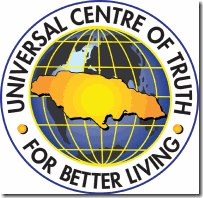 UNIVERSAL CENTRE OF TRUTH
FOR BETTER LIVING